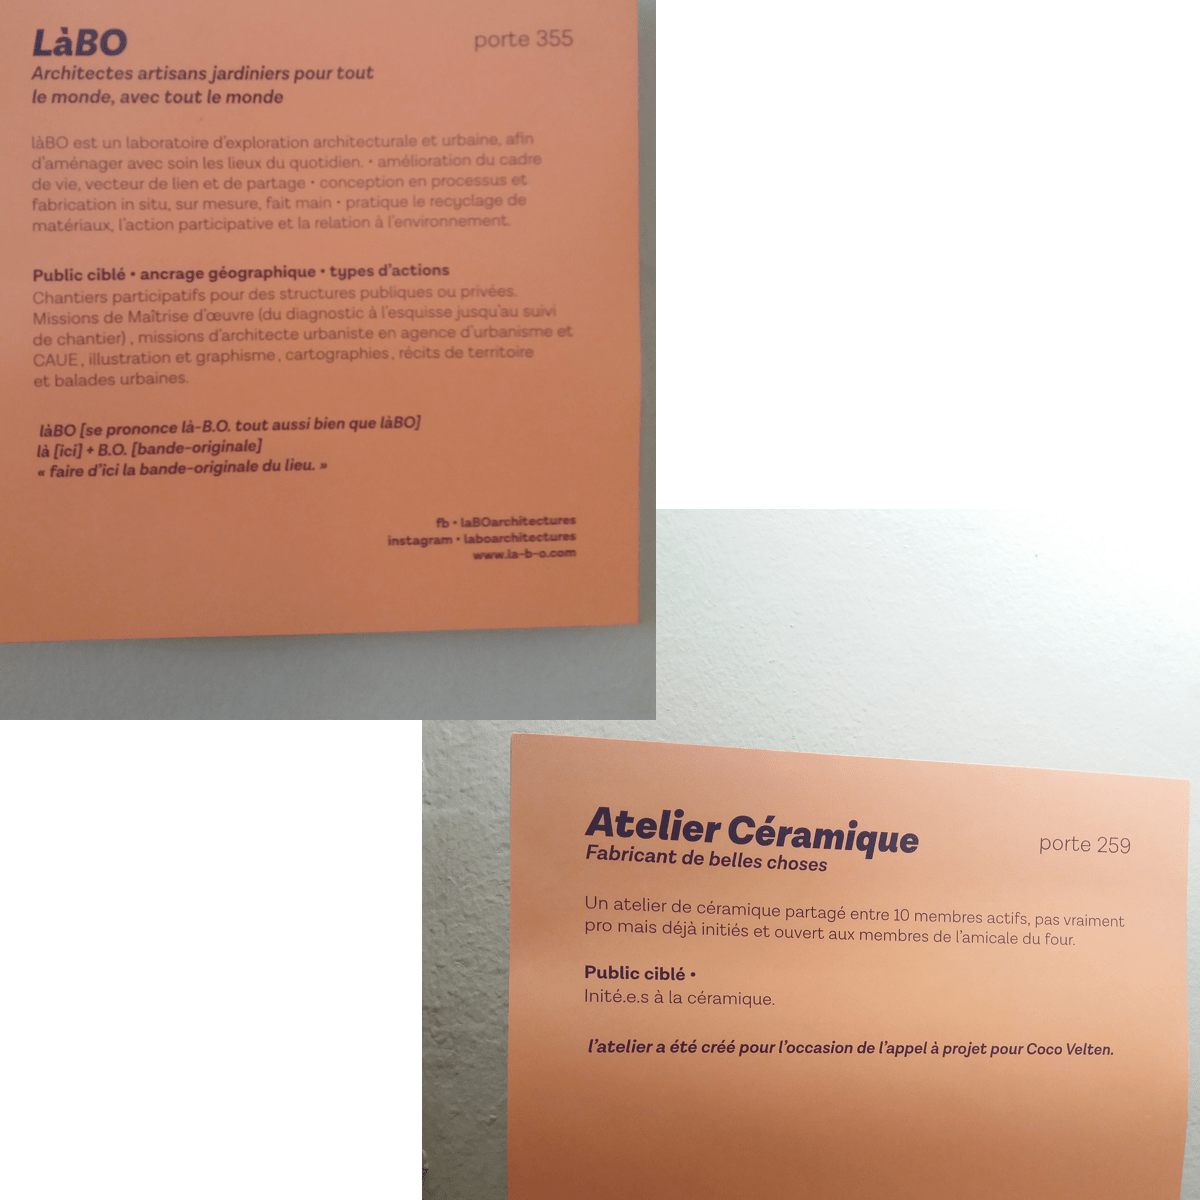 LàBO
porte 355
Architectes artisans jardiniers pour tout
le monde, avec tout le monde
làBO est un laboratoire d'exploration architecturale et urbaine, afin
d'aménager avec soin les lieux du quotidien. • amélioration du cadre
de vie, vecteur de lien et de partage • conception en processus et
fabrication in situ, sur mesure, fait main • pratique le recyclage de
matériaux, l'action participative et la relation à l'environnement.
Public ciblé • ancrage géographique • types d'actions
Chantiers participatifs pour des structures publiques ou privées.
Missions de Maîtrise d'œuvre (du diagnostic à l'esquisse jusqu'au suivi
de chantier) , missions d'architecte urbaniste en agence d'urbanisme et
CAUE , illustration et graphisme , cartographies , récits de territoire
et balades urbaines.
làBO [se prononce là-B.O. tout aussi bien que làBO]
là [ici] + B.O. [bande-originale]
« faire d'ici la bande-originale du lieu. »
fb • laBOarchitectures
instagram • laboarchitectures
www.la-b-o.com
Atelier Céramique
porte 259
Fabricant de belles choses
Un atelier de céramique partagé entre 10 membres actifs, pas vraiment
pro mais déjà initiés et ouvert aux membres de l'amicale du four.
Public ciblé •
Inité.e.s à la céramique.
l'atelier a été créé pour l'occasion de l'appel à projet pour Coco Velten.